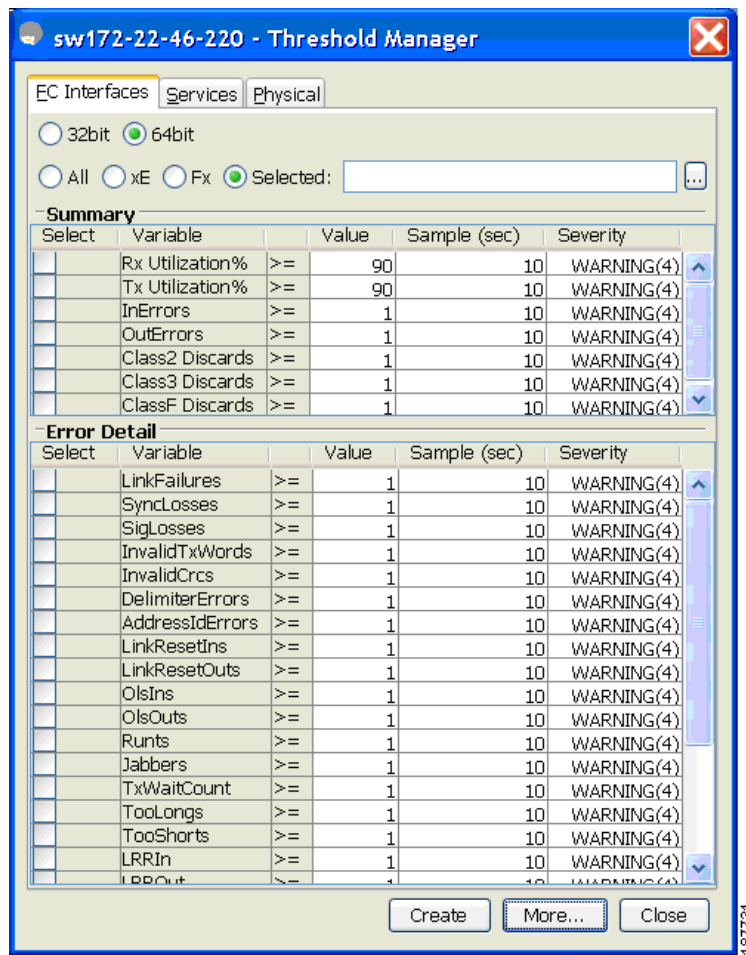 sw172-22-46-220 - Threshold Manager
FC Interfaces Services Physical
32bit 64bit
All xE Fx Selected: ...
Summary
Select Variable Value Sample (sec) Severity
Rx Utilization% >= 90 10 WARNING(4)
Tx Utilization% >= 90 10 WARNING(4)
InErrors >= 1 10 WARNING(4)
OutErrors >= 1 10 WARNING(4)
Class2 Discards >= 1 10 WARNING(4)
Class3 Discards >= 1 10 WARNING(4)
ClassF Discards >= 1 10 WARNING(4)
Error Detail
Select Variable Value Sample (sec) Severity
LinkFailures >= 1 10 WARNING(4)
SyncLosses >= 1 10 WARNING(4)
SigLosses >= 1 10 WARNING(4)
InvalidTxWords >= 1 10 WARNING(4)
InvalidCrcs >= 1 10 WARNING(4)
DelimiterErrors >= 1 10 WARNING(4)
AddressIdErrors >= 1 10 WARNING(4)
LinkResetIns >= 1 10 WARNING(4)
LinkResetOuts >= 1 10 WARNING(4)
OlsIns >= 1 10 WARNING(4)
OlsOuts >= 1 10 WARNING(4)
Runts >= 1 10 WARNING(4)
Jabbers >= 1 10 WARNING(4)
TxWaitCount >= 1 10 WARNING(4)
TooLongs >= 1 10 WARNING(4)
TooShorts >= 1 10 WARNING(4)
LRRIn >= 1 10 WARNING(4)
LRROut >= 1 10 WARNING(4)
Create More... Close